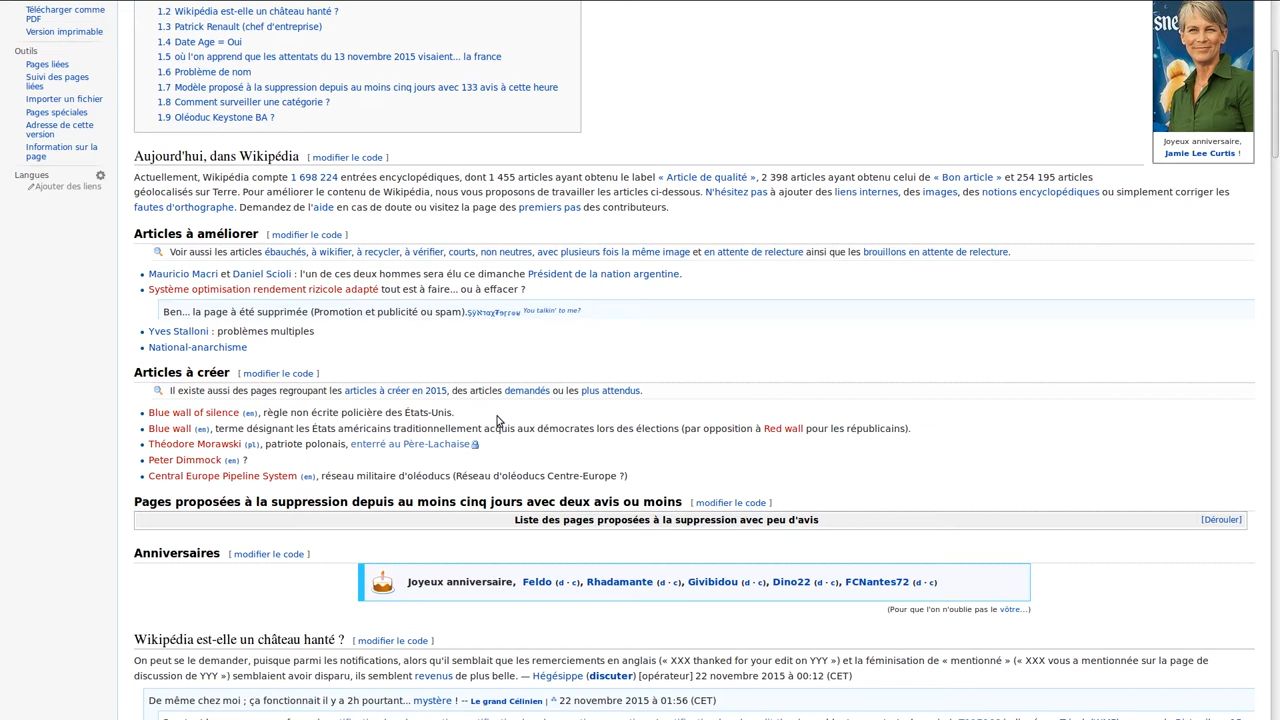 Télécharger comme
PDF
Version imprimable
Outils
Pages liées
Suivi des pages
liées
Importer un fichier
Pages spéciales
Adresse de cette
version
Information sur la
page
Langues
Ajouter des liens
1.2 Wikipédia est-elle un château hanté ?
1.3 Patrick Renault (chef d'entreprise)
1.4 Date Age = Oui
1.5 où l'on apprend que les attentats du 13 novembre 2015 visaient... la france
1.6 Problème de nom
1.7 Modèle proposé à la suppression depuis au moins cinq jours avec 133 avis à cette heure
1.8 Comment surveiller une catégorie ?
1.9 Oléoduc Keystone BA ?
sne
Joyeux anniversaire,
Jamie Lee Curtis !
Aujourd'hui, dans Wikipédia [ modifier le code ]
Actuellement, Wikipédia compte 1 698 224 entrées encyclopédiques, dont 1 455 articles ayant obtenu le label « Article de qualité », 2 398 articles ayant obtenu celui de « Bon article » et 254 195 articles
géolocalisés sur Terre. Pour améliorer le contenu de Wikipédia, nous vous proposons de travailler les articles ci-dessous. N'hésitez pas à ajouter des liens internes, des images, des notions encyclopédiques ou simplement corriger les
fautes d'orthographe. Demandez de l'aide en cas de doute ou visitez la page des premiers pas des contributeurs.
Articles à améliorer [ modifier le code ]
Voir aussi les articles ébauchés, à wikifier, à recycler, à vérifier, courts, non neutres, avec plusieurs fois la même image et en attente de relecture ainsi que les brouillons en attente de relecture.
• Mauricio Macri et Daniel Scioli : l'un de ces deux hommes sera élu ce dimanche Président de la nation argentine.
• Système optimisation rendement rizicole adapté tout est à faire... ou à effacer ?
Ben... la page à été supprimée (Promotion et publicité ou spam). You talkin' to me?
• Yves Stalloni : problèmes multiples
• National-anarchisme
Articles à créer [ modifier le code ]
Il existe aussi des pages regroupant les articles à créer en 2015, des articles demandés ou les plus attendus.
• Blue wall of silence (en), règle non écrite policière des États-Unis.
• Blue wall (en), terme désignant les États américains traditionnellement acquis aux démocrates lors des élections (par opposition à Red wall pour les républicains).
• Théodore Morawski (pl), patriote polonais, enterré au Père-Lachaise
• Peter Dimmock (en) ?
• Central Europe Pipeline System (en), réseau militaire d'oléoducs (Réseau d'oléoducs Centre-Europe ?)
Pages proposées à la suppression depuis au moins cinq jours avec deux avis ou moins [ modifier le code ]
Liste des pages proposées à la suppression avec peu d'avis [Dérouler]
Anniversaires [ modifier le code ]
Joyeux anniversaire, Feldo (d · c), Rhadamante (d · c), Givibidou (d · c), Dino22 (d · c), FCNantes72 (d · c)
(Pour que l'on n'oublie pas le vôtre...)
Wikipédia est-elle un château hanté ? [ modifier le code ]
On peut se le demander, puisque parmi les notifications, alors qu'il semblait que les remerciements en anglais (« XXX thanked for your edit on YYY ») et la féminisation de « mentionné » (« XXX vous a mentionnée sur la page de
discussion de YYY ») semblaient avoir disparu, ils semblent revenus de plus belle. — Hégésippe (discuter) [opérateur] 22 novembre 2015 à 00:12 (CET)
De même chez moi ; ça fonctionnait il y a 2h pourtant... mystère ! -- Le grand Célinien | 22 novembre 2015 à 01:56 (CET)